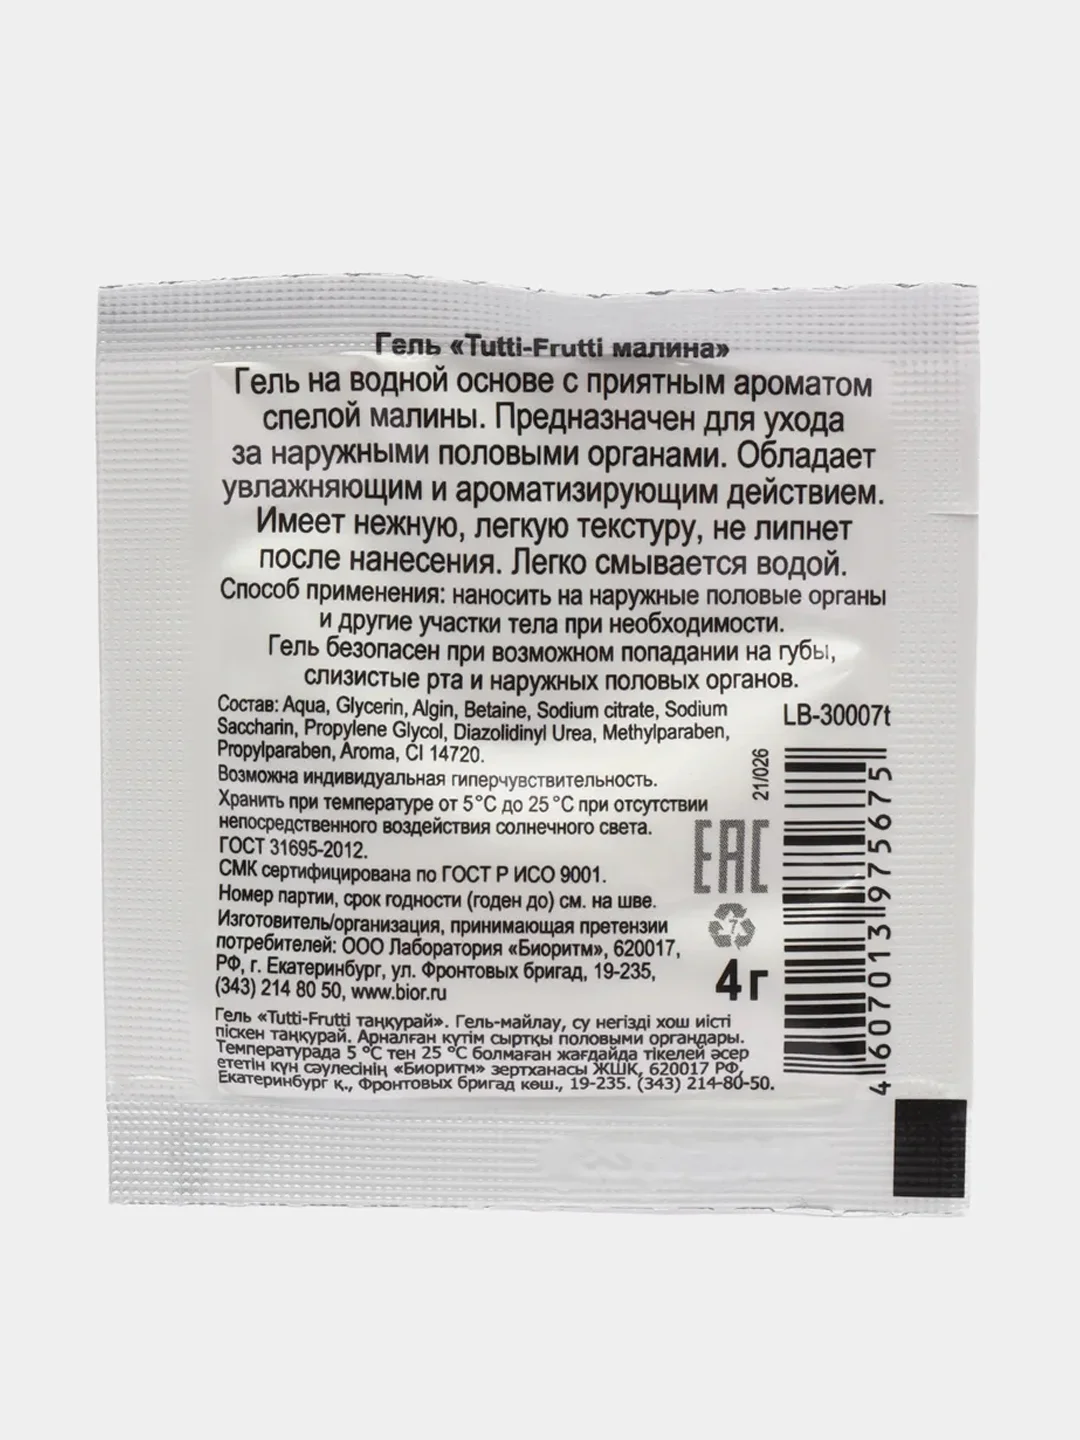 Гель «Tutti-Frutti малина»
Гель на водной основе с приятным ароматом
спелой малины. Предназначен для ухода
за наружными половыми органами. Обладает
увлажняющим и ароматизирующим действием.
Имеет нежную, легкую текстуру, не липнет
после нанесения. Легко смывается водой.
Способ применения: наносить на наружные половые органы
и другие участки тела при необходимости.
Гель безопасен при возможном попадании на губы,
слизистые рта и наружных половых органов.
Состав: Aqua, Glycerin, Algin, Betaine, Sodium citrate, Sodium
Saccharin, Propylene Glycol, Diazolidinyl Urea, Methylparaben,
Propylparaben, Aroma, CI 14720.
Возможна индивидуальная гиперчувствительность.
Хранить при температуре от 5°С до 25 °С при отсутствии
непосредственного воздействия солнечного света.
ГОСТ 31695-2012.
СМК сертифицирована по ГОСТ Р ИСО 9001.
Номер партии, срок годности (годен до) см. на шве.
Изготовитель/организация, принимающая претензии
потребителей: ООО Лаборатория «Биоритм», 620017,
РФ, г. Екатеринбург, ул. Фронтовых бригад, 19-235,
(343) 214 80 50, www.bior.ru
Гель «Tutti-Frutti таңкурай». Гель-майлау, су негізді хош иісті
піскен таңкурай. Арналған күтім сыртқы половыми органдары.
Температурада 5 °С тен 25 °С болмаған жағдайда тікелей әсер
ететін күн сәулесінің «Биоритм» зертханасы ЖШК, 620017 РФ,
Екатеринбург қ., Фронтовых бригад көш., 19-235. (343) 214-80-50.
LB-30007t
21/026
EAC
7
4 г
4 607013 975675